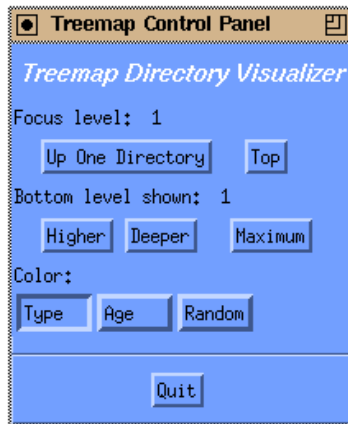 Treemap Control Panel
Treemap Directory Visualizer
Focus level: 1
Up One Directory Top
Bottom level shown: 1
Higher Deeper Maximum
Color:
Type Age Random
Quit